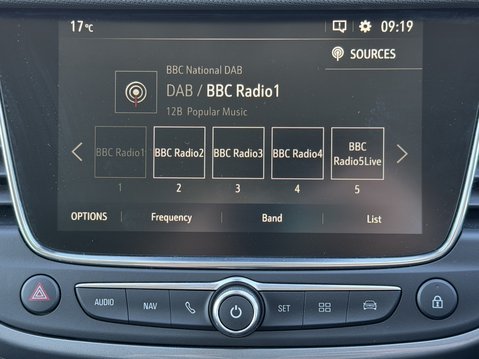 17°C 09:19
SOURCES
BBC National DAB
DAB / BBC Radio1
12B Popular Music
BBC Radio1 BBC Radio2 BBC Radio3 BBC Radio4 BBC
Radio5Live
1 2 3 4 5
OPTIONS Frequency Band List
AUDIO NAV SET